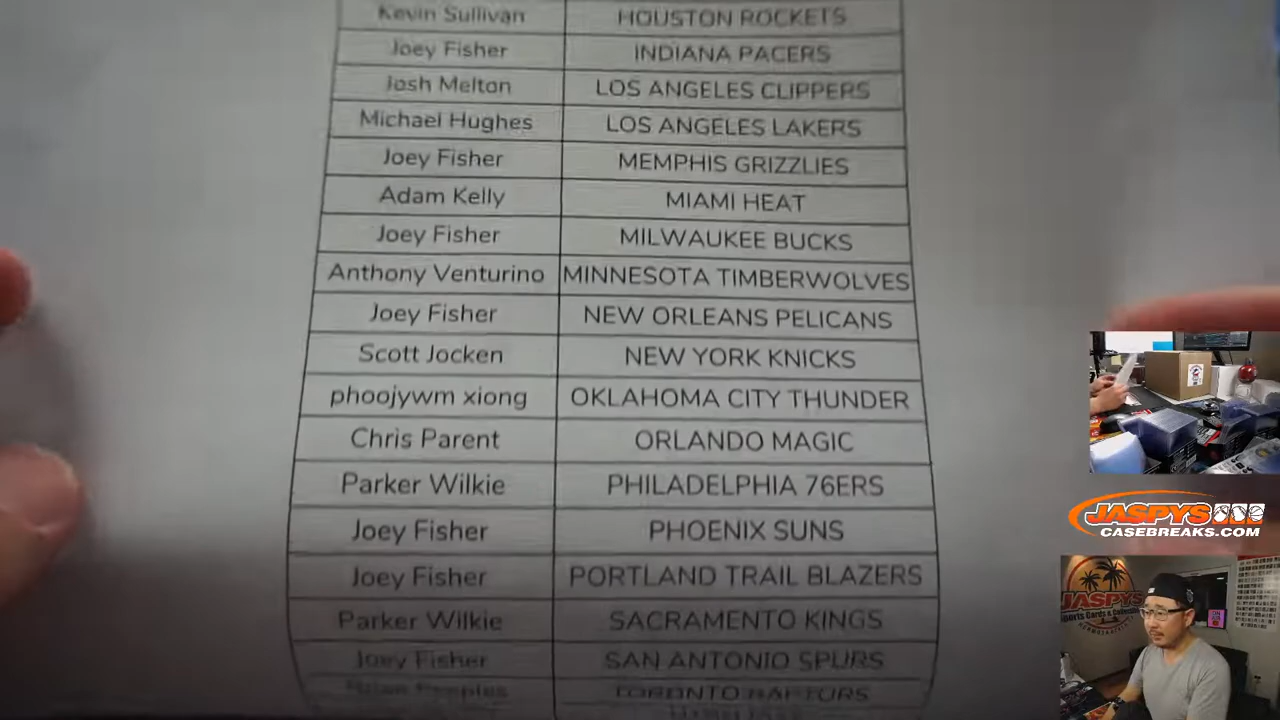 Kevin Sullivan HOUSTON ROCKETS
Joey Fisher INDIANA PACERS
Josh Melton LOS ANGELES CLIPPERS
Michael Hughes LOS ANGELES LAKERS
Joey Fisher MEMPHIS GRIZZLIES
Adam Kelly MIAMI HEAT
Joey Fisher MILWAUKEE BUCKS
Anthony Venturino MINNESOTA TIMBERWOLVES
Joey Fisher NEW ORLEANS PELICANS
Scott Jocken NEW YORK KNICKS
phoojywm xiong OKLAHOMA CITY THUNDER
Chris Parent ORLANDO MAGIC
Parker Wilkie PHILADELPHIA 76ERS
Joey Fisher PHOENIX SUNS
Joey Fisher PORTLAND TRAIL BLAZERS
Parker Wilkie SACRAMENTO KINGS
Joey Fisher SAN ANTONIO SPURS
Peeples TORONTO RAPTORS
JASPYS
CASEBREAKS.COM
JASPYS